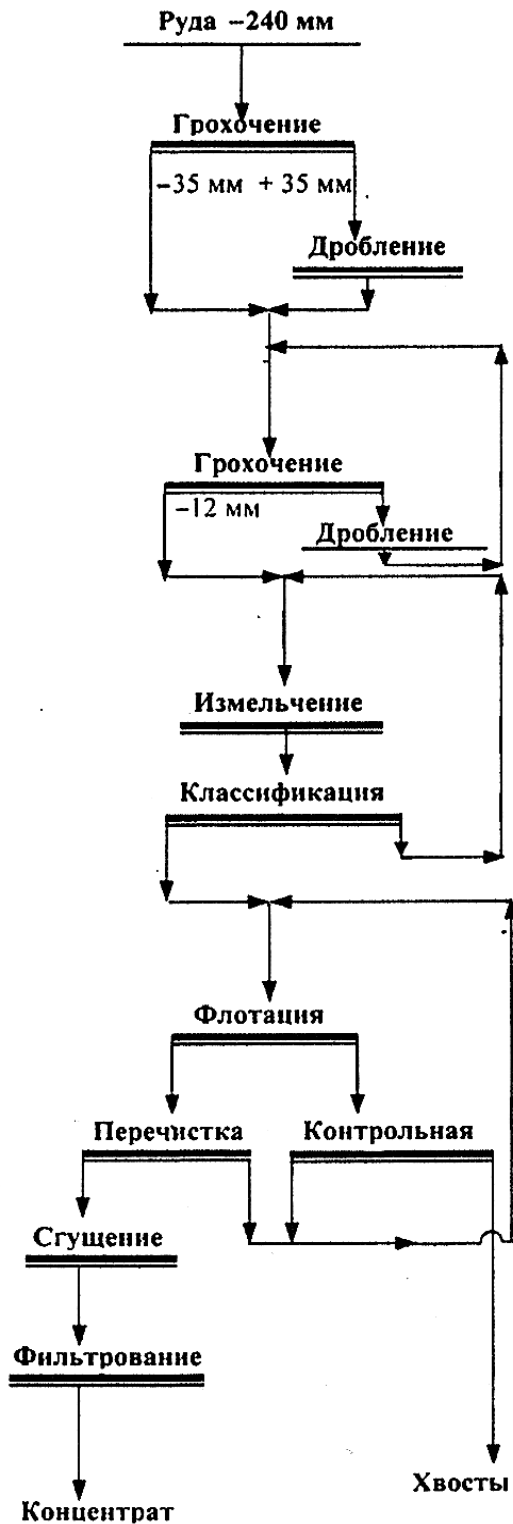 Руда –240 мм
Грохочение
–35 мм + 35 мм
Дробление
Грохочение
–12 мм
Дробление
Измельчение
Классификация
Флотация
Перечистка Контрольная
Сгущение
Фильтрование
Хвосты
Концентрат